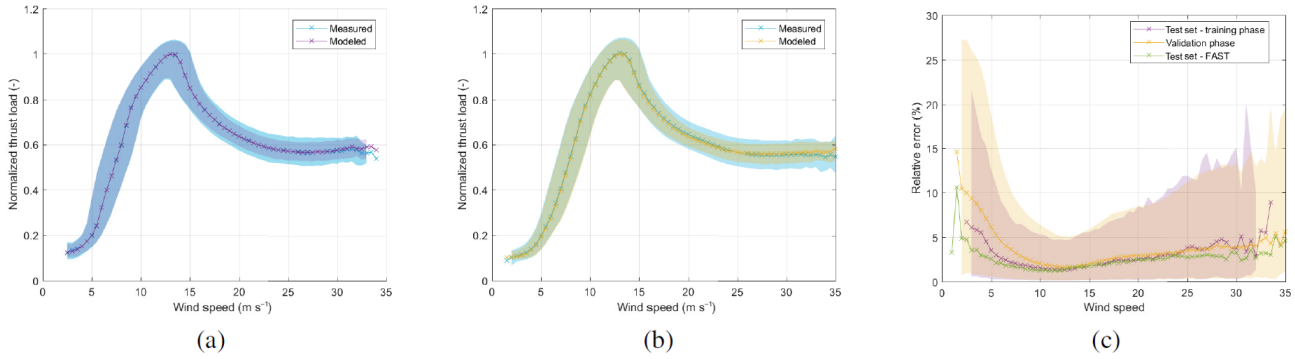 1.2
1
0.8
0.6
0.4
0.2
0
Normalized thrust load (-)
Measured
Modeled
0 5 10 15 20 25 30 35
Wind speed (m s⁻¹)
(a)
1.2
1
0.8
0.6
0.4
0.2
0
Normalized thrust load (-)
Measured
Modeled
0 5 10 15 20 25 30 35
Wind speed (m s⁻¹)
(b)
30
25
20
15
10
5
0
Relative error (%)
Test set - training phase
Validation phase
Test set - FAST
0 5 10 15 20 25 30 35
Wind speed
(c)